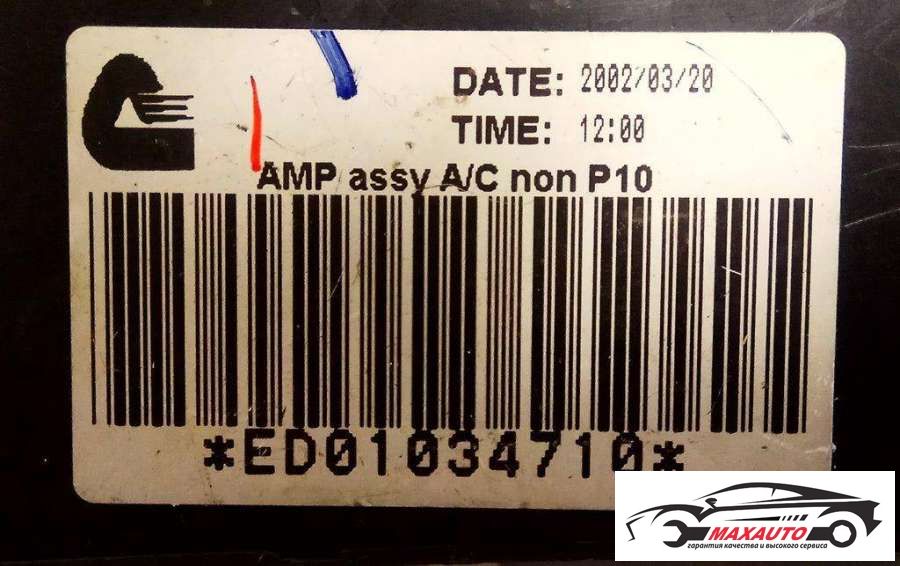 DATE: 2002/03/20
TIME: 12:00
AMP assy A/C non P10
*ED01034710*
MAXAUTO
гарантия качества и высокого сервиса